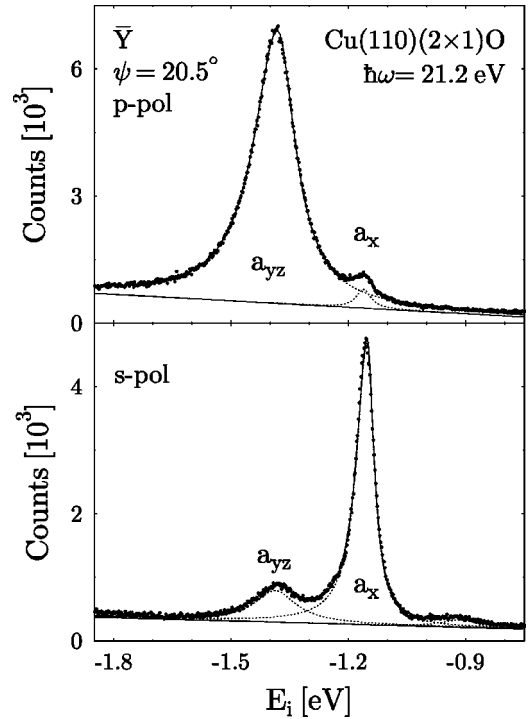 Ȳ
ψ = 20.5°
p-pol
Cu(110)(2×1)O
ħω= 21.2 eV
Counts [10³]
6
3
0
a_yz
a_x
s-pol
Counts [10³]
4
2
0
a_yz
a_x
-1.8 -1.5 -1.2 -0.9
E_i [eV]